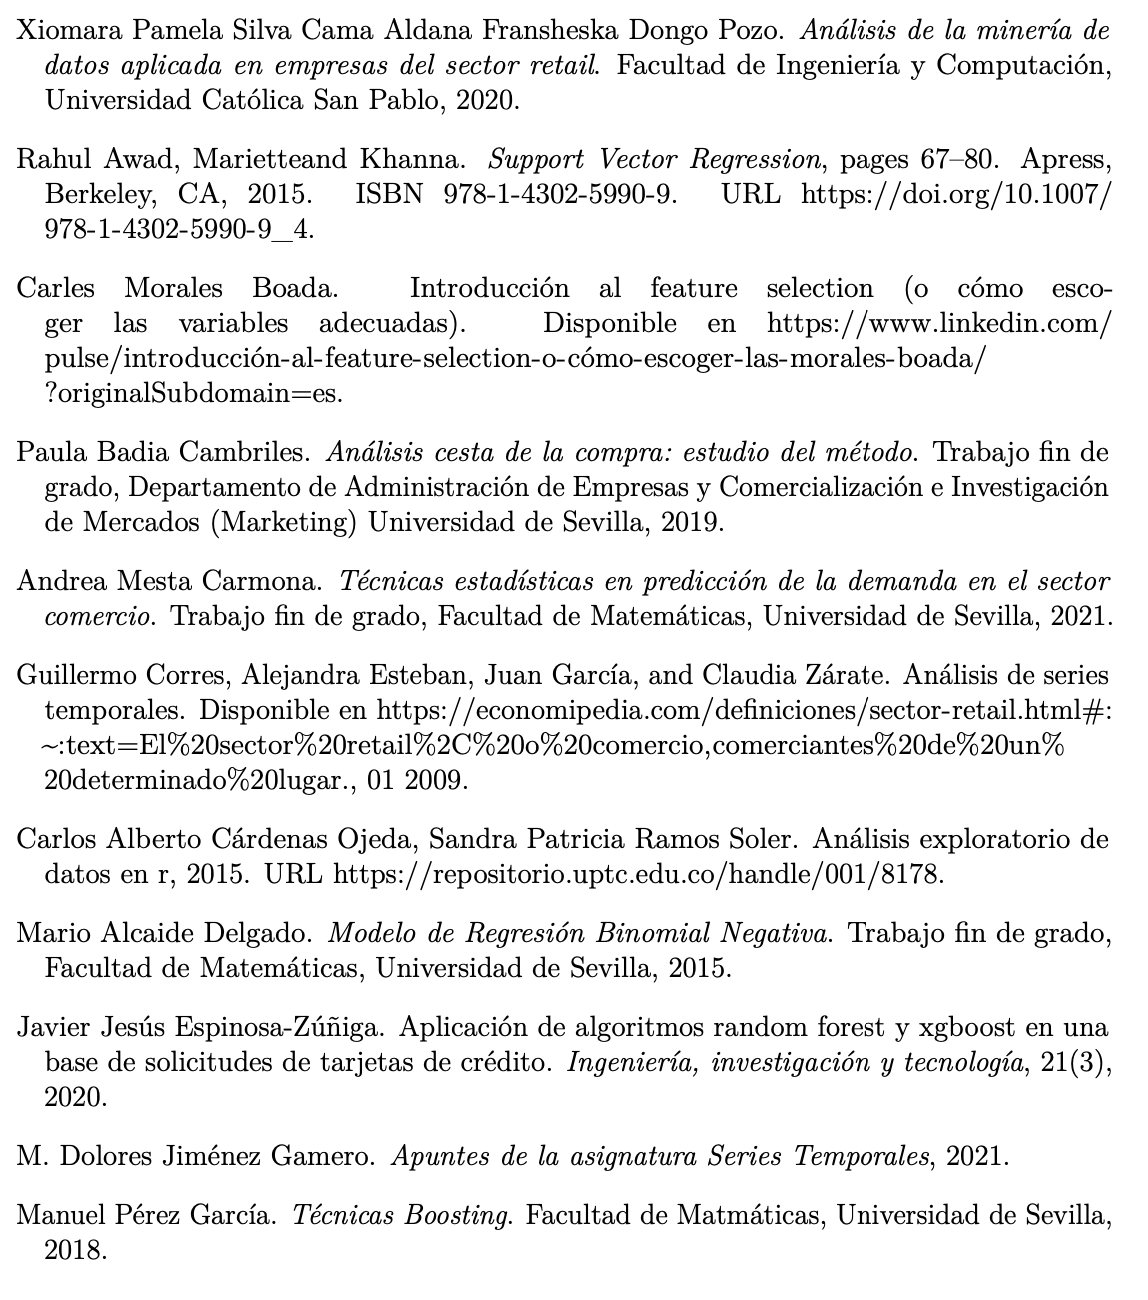 Xiomara Pamela Silva Cama Aldana Fransheska Dongo Pozo. Análisis de la minería de
datos aplicada en empresas del sector retail. Facultad de Ingeniería y Computación,
Universidad Católica San Pablo, 2020.
Rahul Awad, Marietteand Khanna. Support Vector Regression, pages 67–80. Apress,
Berkeley, CA, 2015. ISBN 978-1-4302-5990-9. URL https://doi.org/10.1007/
978-1-4302-5990-9_4.
Carles Morales Boada. Introducción al feature selection (o cómo esco-
ger las variables adecuadas). Disponible en https://www.linkedin.com/
pulse/introducción-al-feature-selection-o-cómo-escoger-las-morales-boada/
?originalSubdomain=es.
Paula Badia Cambriles. Análisis cesta de la compra: estudio del método. Trabajo fin de
grado, Departamento de Administración de Empresas y Comercialización e Investigación
de Mercados (Marketing) Universidad de Sevilla, 2019.
Andrea Mesta Carmona. Técnicas estadísticas en predicción de la demanda en el sector
comercio. Trabajo fin de grado, Facultad de Matemáticas, Universidad de Sevilla, 2021.
Guillermo Corres, Alejandra Esteban, Juan García, and Claudia Zárate. Análisis de series
temporales. Disponible en https://economipedia.com/definiciones/sector-retail.html#:
~:text=El%20sector%20retail%2C%20o%20comercio,comerciantes%20de%20un%
20determinado%20lugar., 01 2009.
Carlos Alberto Cárdenas Ojeda, Sandra Patricia Ramos Soler. Análisis exploratorio de
datos en r, 2015. URL https://repositorio.uptc.edu.co/handle/001/8178.
Mario Alcaide Delgado. Modelo de Regresión Binomial Negativa. Trabajo fin de grado,
Facultad de Matemáticas, Universidad de Sevilla, 2015.
Javier Jesús Espinosa-Zúñiga. Aplicación de algoritmos random forest y xgboost en una
base de solicitudes de tarjetas de crédito. Ingeniería, investigación y tecnología, 21(3),
2020.
M. Dolores Jiménez Gamero. Apuntes de la asignatura Series Temporales, 2021.
Manuel Pérez García. Técnicas Boosting. Facultad de Matmáticas, Universidad de Sevilla,
2018.